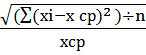 √((∑(xi−x cp)²)÷n)
xcp